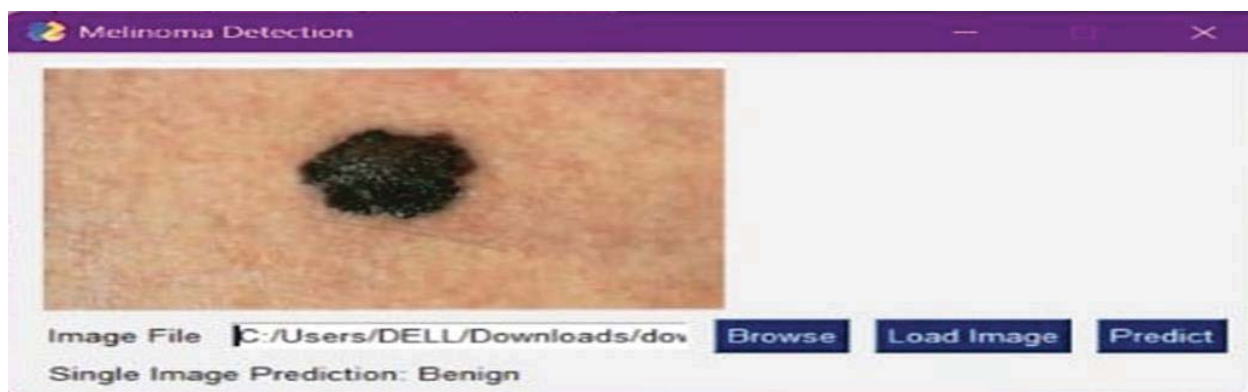 Melinoma Detection
Image File C:/Users/DELL/Downloads/dov Browse Load Image Predict
Single Image Prediction: Benign